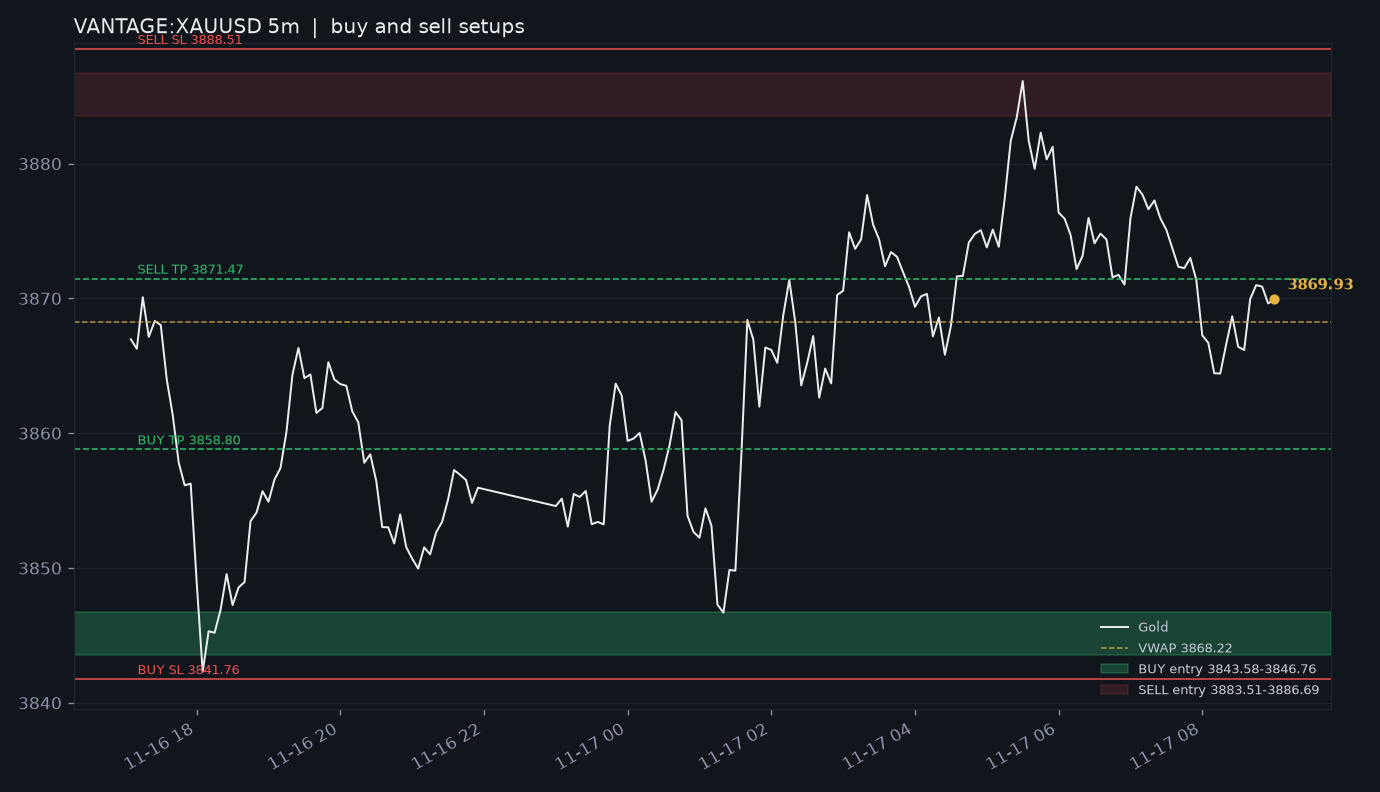 VANTAGE:XAUUSD 5m | buy and sell setups
SELL SL 3888.51
3880
SELL TP 3871.47
3869.93
3870
3860
BUY TP 3858.80
3850
Gold
VWAP 3868.22
BUY entry 3843.58-3846.76
SELL entry 3883.51-3886.69
BUY SL 3841.76
3840
11-16 18
11-16 20
11-16 22
11-17 00
11-17 02
11-17 04
11-17 06
11-17 08